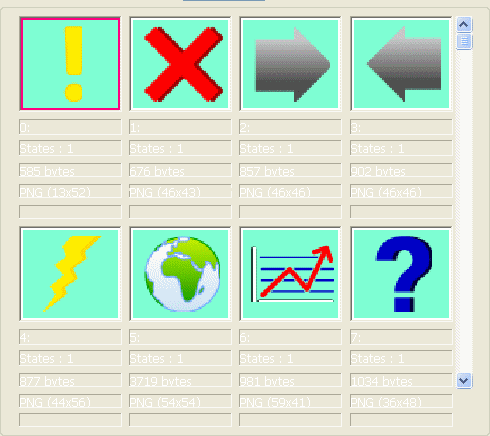 0: 1: 2: 3:
States : 1 States : 1 States : 1 States : 1
585 bytes 676 bytes 857 bytes 902 bytes
PNG (13x52) PNG (46x43) PNG (46x46) PNG (46x46)
4: 5: 6: 7:
States : 1 States : 1 States : 1 States : 1
977 bytes 3719 bytes 981 bytes 1034 bytes
PNG (44x56) PNG (54x54) PNG (59x41) PNG (36x48)